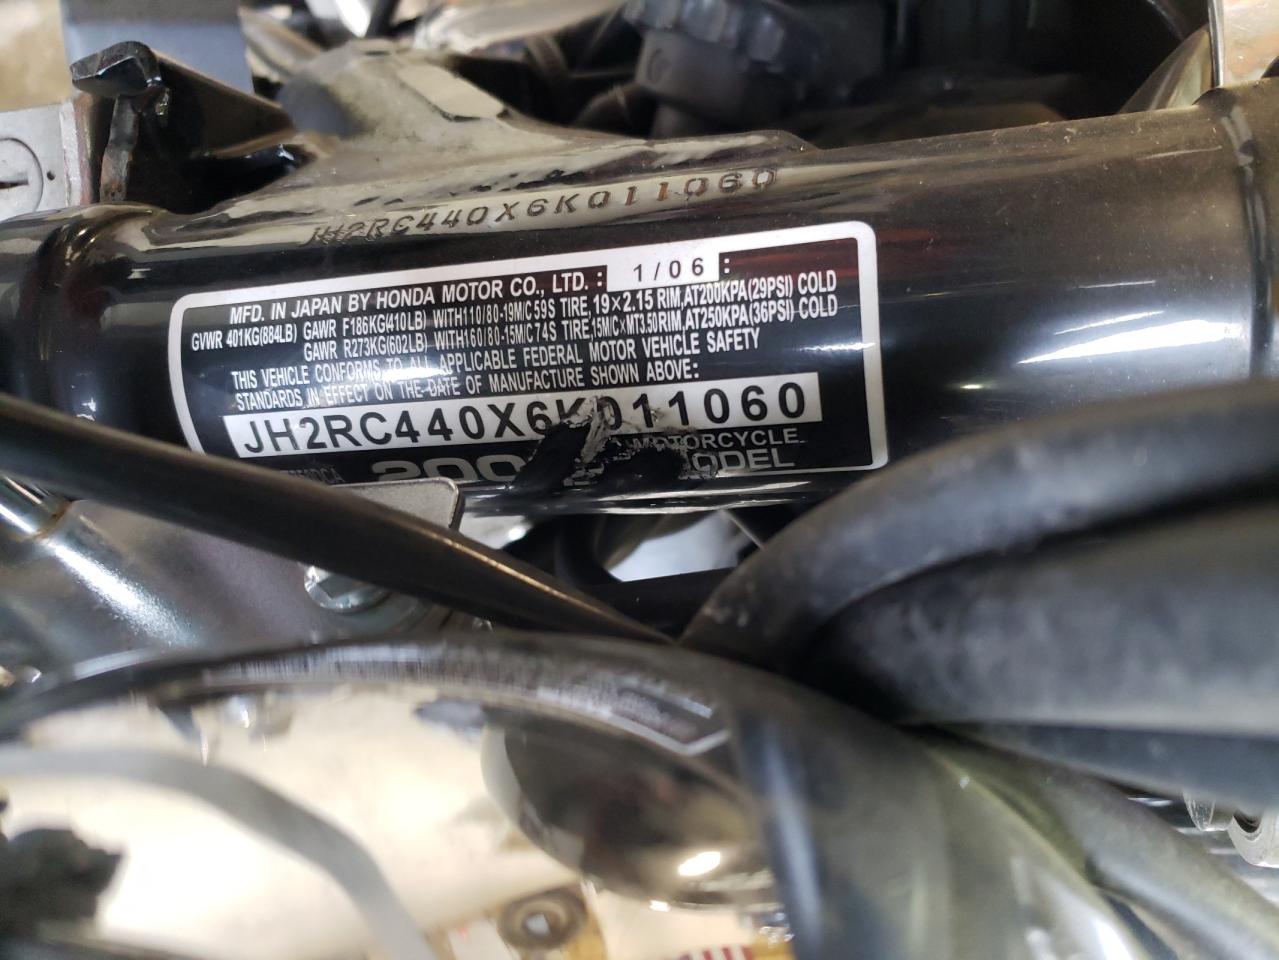 JH2RC440X6K011060
MFD. IN JAPAN BY HONDA MOTOR CO., LTD. : 1/06 :
GVWR 401KG(884LB) GAWR F186KG410LB) WITH110/80-19M/C 59S TIRE, 19×2.15 RIM,AT200KPA(29PSI) COLD
GAWR R273KG(602LB) WITH160/80-15M/C 74S TIRE,15M/C×MT3.50RIM,AT250KPA(36PSI) COLD
THIS VEHICLE CONFORMS TO ALL APPLICABLE FEDERAL MOTOR VEHICLE SAFETY
STANDARDS IN EFFECT ON THE DATE OF MANUFACTURE SHOWN ABOVE:
JH2RC440X6K011060
MOTORCYCLE